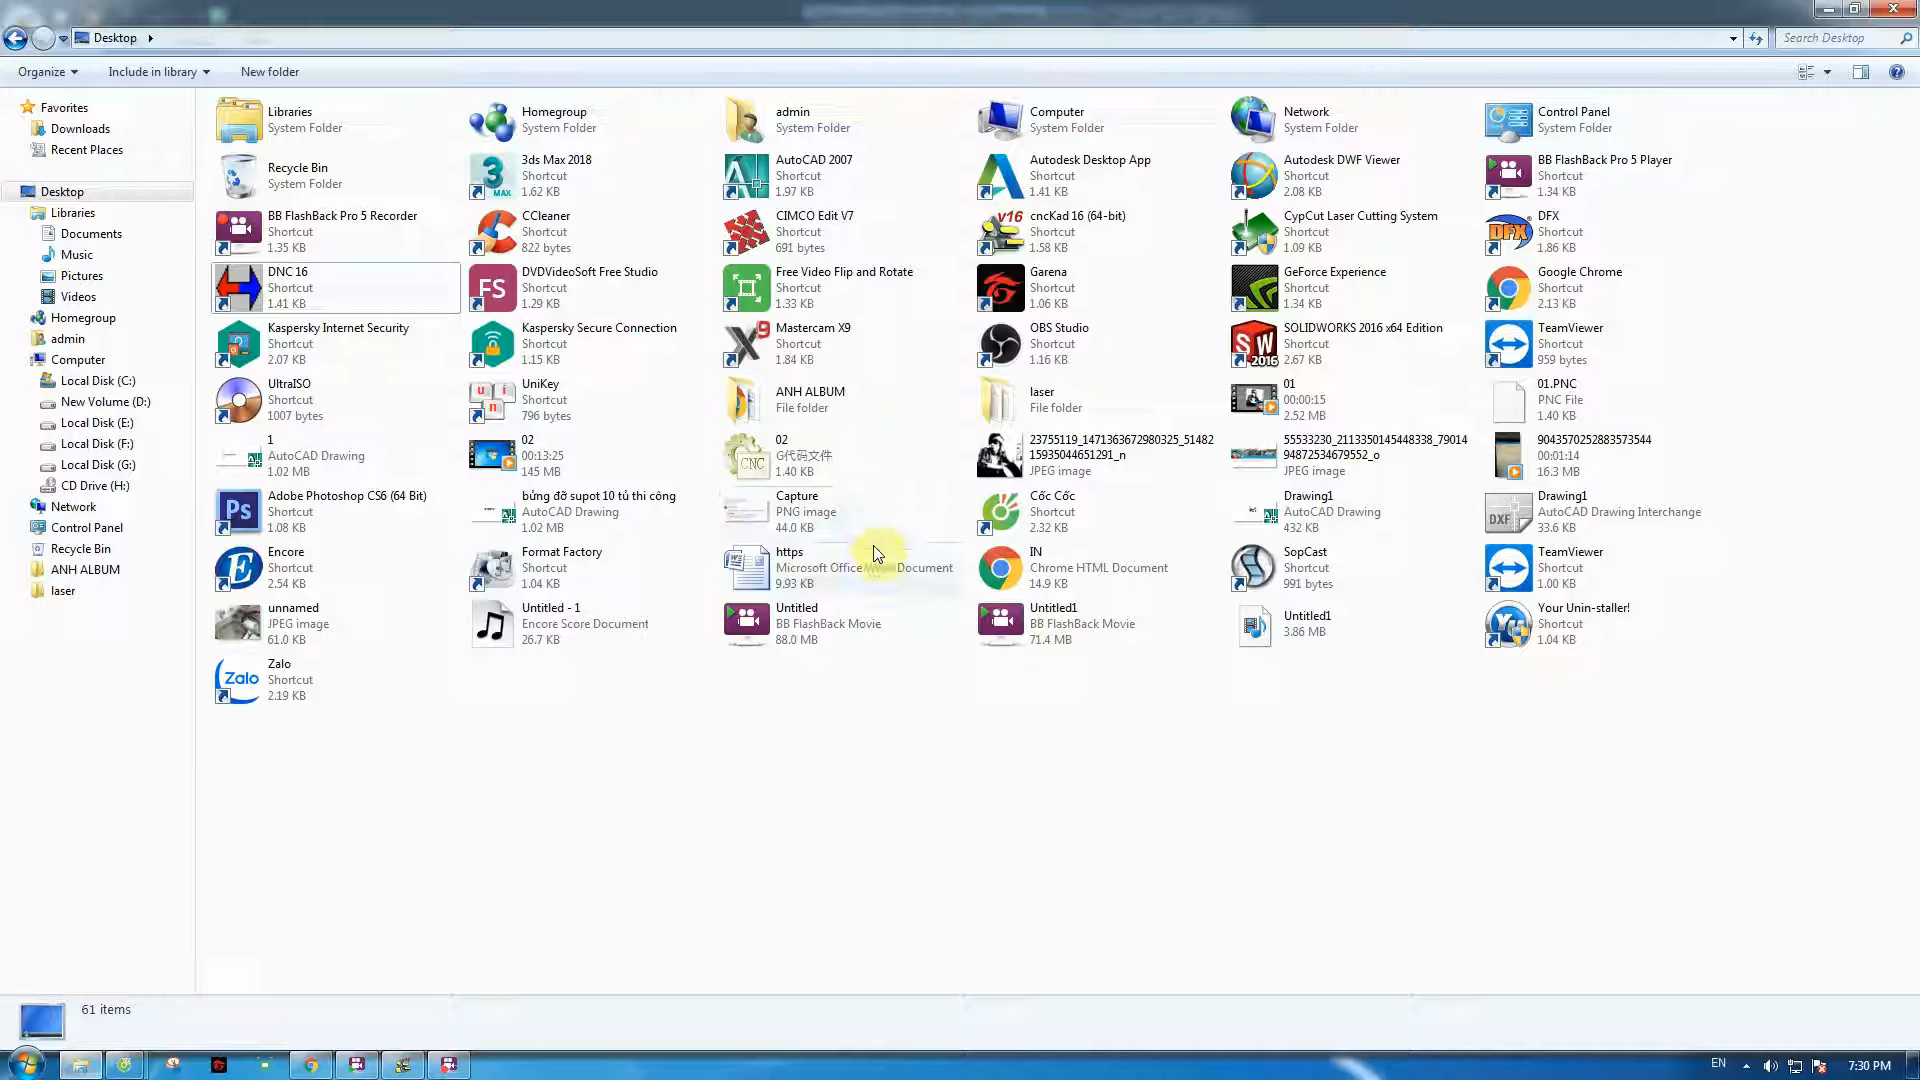 Desktop
Search Desktop
Organize
Include in library
New folder
Favorites
Downloads
Recent Places
Desktop
Libraries
Documents
Music
Pictures
Videos
Homegroup
admin
Computer
Local Disk (C:)
New Volume (D:)
Local Disk (E:)
Local Disk (F:)
Local Disk (G:)
CD Drive (H:)
Network
Control Panel
Recycle Bin
ANH ALBUM
laser
Libraries
System Folder
Homegroup
System Folder
admin
System Folder
Computer
System Folder
Network
System Folder
Control Panel
System Folder
Recycle Bin
System Folder
3ds Max 2018
Shortcut
1.62 KB
AutoCAD 2007
Shortcut
1.97 KB
Autodesk Desktop App
Shortcut
1.41 KB
Autodesk DWF Viewer
Shortcut
2.08 KB
BB FlashBack Pro 5 Player
Shortcut
1.34 KB
BB FlashBack Pro 5 Recorder
Shortcut
1.35 KB
CCleaner
Shortcut
822 bytes
CIMCO Edit V7
Shortcut
691 bytes
v16
cncKad 16 (64-bit)
Shortcut
1.58 KB
CypCut Laser Cutting System
Shortcut
1.09 KB
DFX
DFX
Shortcut
1.86 KB
DNC 16
Shortcut
1.41 KB
FS
DVDVideoSoft Free Studio
Shortcut
1.29 KB
Free Video Flip and Rotate
Shortcut
1.33 KB
Garena
Shortcut
1.06 KB
GeForce Experience
Shortcut
1.34 KB
Google Chrome
Shortcut
2.13 KB
Kaspersky Internet Security
Shortcut
2.07 KB
Kaspersky Secure Connection
Shortcut
1.15 KB
Mastercam X9
Shortcut
1.84 KB
OBS Studio
Shortcut
1.16 KB
SW
2016
SOLIDWORKS 2016 x64 Edition
Shortcut
2.67 KB
TeamViewer
Shortcut
959 bytes
UltraISO
Shortcut
1007 bytes
UniKey
Shortcut
796 bytes
ANH ALBUM
File folder
laser
File folder
01
00:00:15
2.52 MB
01.PNC
PNC File
1.40 KB
1
AutoCAD Drawing
1.02 MB
02
00:13:25
145 MB
CNC
02
G代码文件
1.40 KB
23755119_1471363672980325_51482
15935044651291_n
JPEG image
55533230_2113350145448338_79014
94872534679552_o
JPEG image
9043570252883573544
00:01:14
16.3 MB
Ps
Adobe Photoshop CS6 (64 Bit)
Shortcut
1.08 KB
bửng đỡ supot 10 tủ thi công
AutoCAD Drawing
1.02 MB
Capture
PNG image
44.0 KB
Cốc Cốc
Shortcut
2.32 KB
Drawing1
AutoCAD Drawing
432 KB
DXF
Drawing1
AutoCAD Drawing Interchange
33.6 KB
Encore
Shortcut
2.54 KB
Format Factory
Shortcut
1.04 KB
https
Microsoft Office Word Document
9.93 KB
IN
Chrome HTML Document
14.9 KB
SopCast
Shortcut
991 bytes
TeamViewer
Shortcut
1.00 KB
unnamed
JPEG image
61.0 KB
Untitled - 1
Encore Score Document
26.7 KB
Untitled
BB FlashBack Movie
88.0 MB
Untitled1
BB FlashBack Movie
71.4 MB
Untitled1
3.86 MB
Your Unin-staller!
Shortcut
1.04 KB
Zalo
Zalo
Shortcut
2.19 KB
61 items
EN
7:30 PM